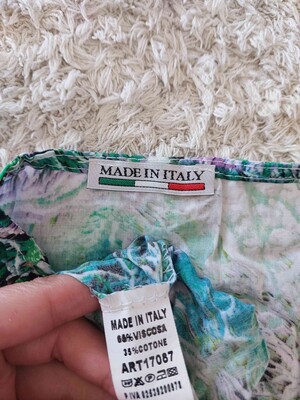 MADE IN ITALY
MADE IN ITALY
65%VISCOSA
35%COTONE
ART17087